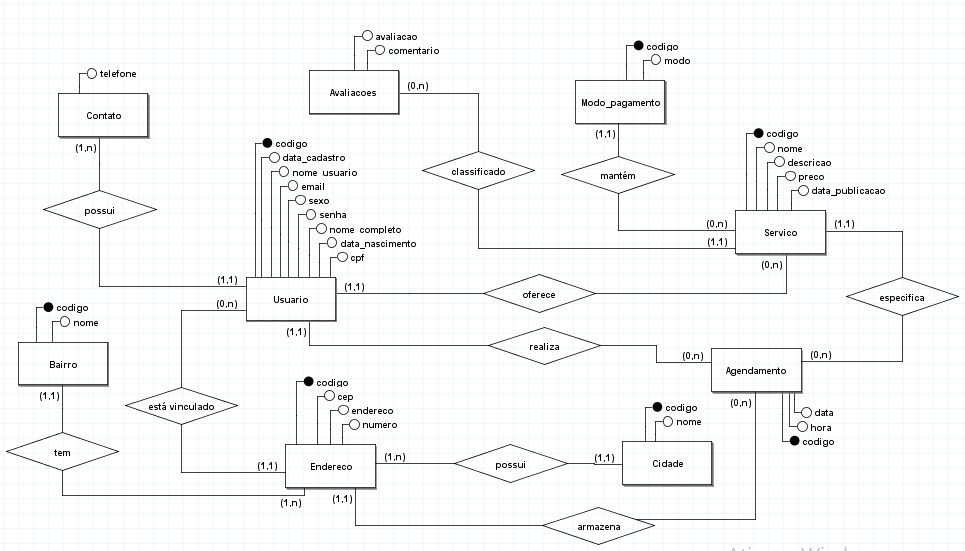 avaliacao
comentario
Avaliacoes
(0,n)
codigo
modo
Modo_pagamento
(1,1)
telefone
Contato
(1,n)
possui
(1,1)
codigo
data_cadastro
nome_usuario
email
sexo
senha
nome_completo
data_nascimento
cpf
Usuario
(1,1)
(0,n)
(1,1)
classificado
mantém
codigo
nome
descricao
preco
data_publicacao
Servico
(0,n)
(1,1)
(1,1)
(0,n)
oferece
especifica
realiza
(0,n)
(0,n)
Agendamento
(0,n)
data
hora
codigo
codigo
nome
Bairro
(1,1)
tem
está vinculado
codigo
cep
endereco
numero
Endereco
(1,1)
(1,n)
(1,n)
(1,1)
possui
(1,1)
codigo
nome
Cidade
armazena